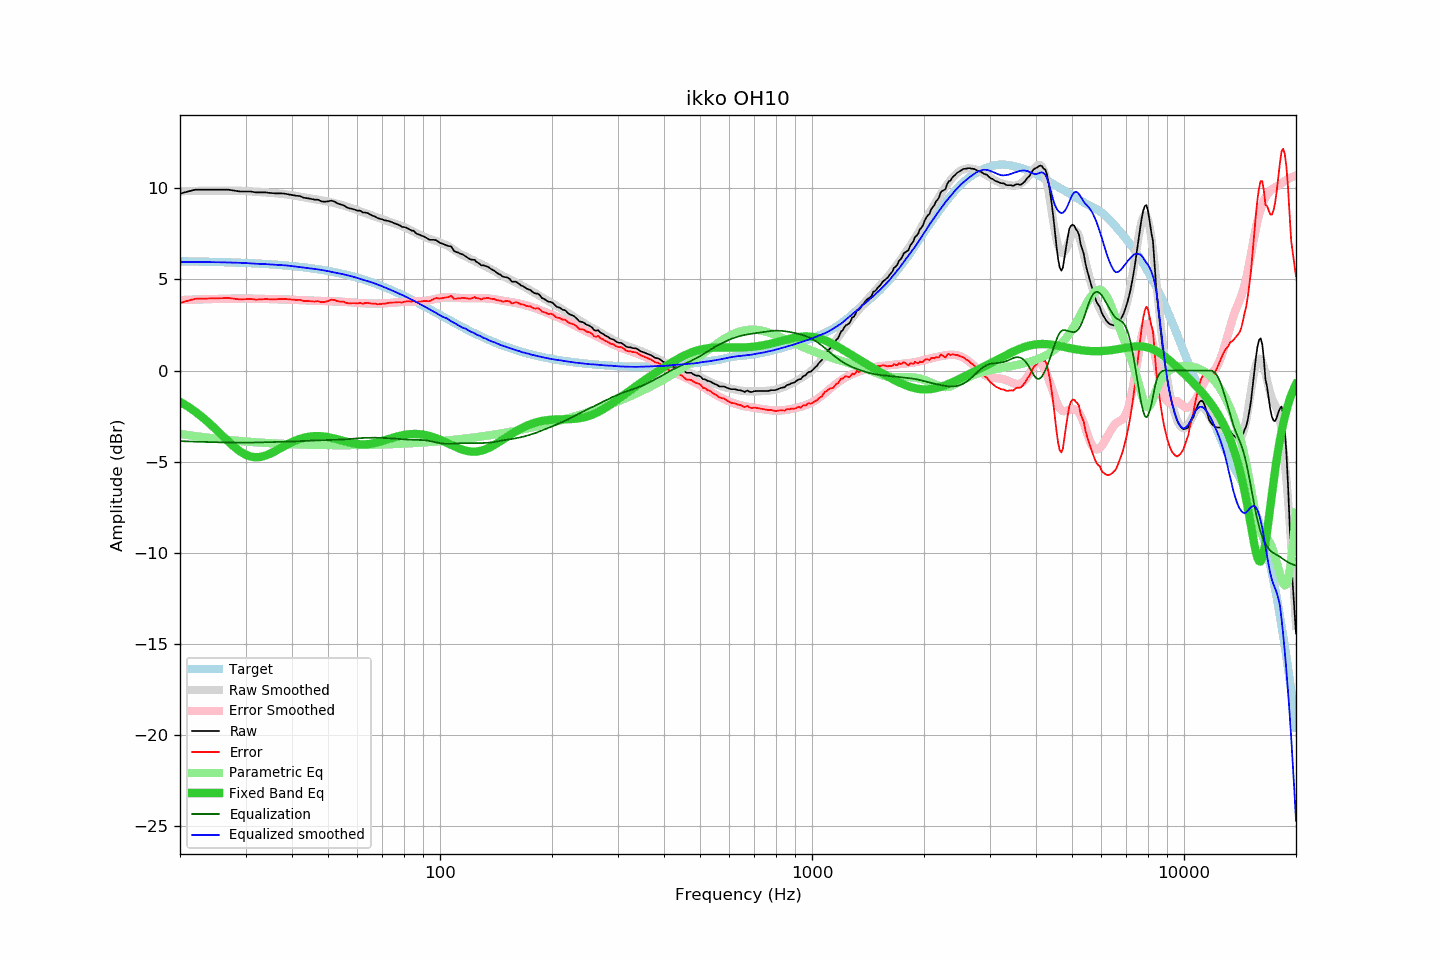 ikko OH10
10
5
0
−5
−10
−15
−20
−25
Amplitude (dBr)
Target
Raw Smoothed
Error Smoothed
Raw
Error
Parametric Eq
Fixed Band Eq
Equalization
Equalized smoothed
100
1000
10000
Frequency (Hz)